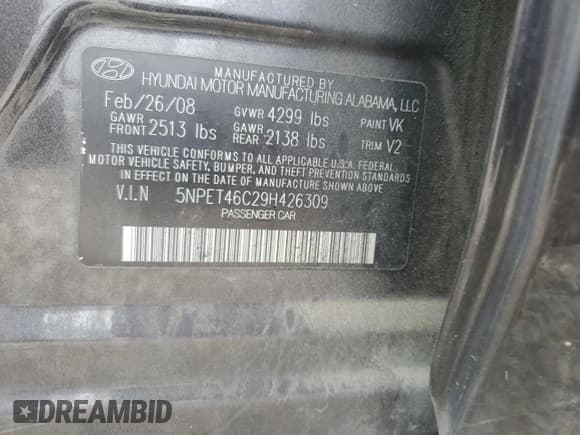 MANUFACTURED BY
HYUNDAI MOTOR MANUFACTURING ALABAMA, LLC
Feb/26/08 GVWR 4299 lbs PAINT VK
GAWR FRONT 2513 lbs GAWR REAR 2138 lbs TRIM V2
THIS VEHICLE CONFORMS TO ALL APPLICABLE U.S.A. FEDERAL
MOTOR VEHICLE SAFETY, BUMPER, AND THEFT PREVENTION STANDARDS
IN EFFECT ON THE DATE OF MANUFACTURE SHOWN ABOVE.
V.I.N 5NPET46C29H426309
PASSENGER CAR
DREAMBID